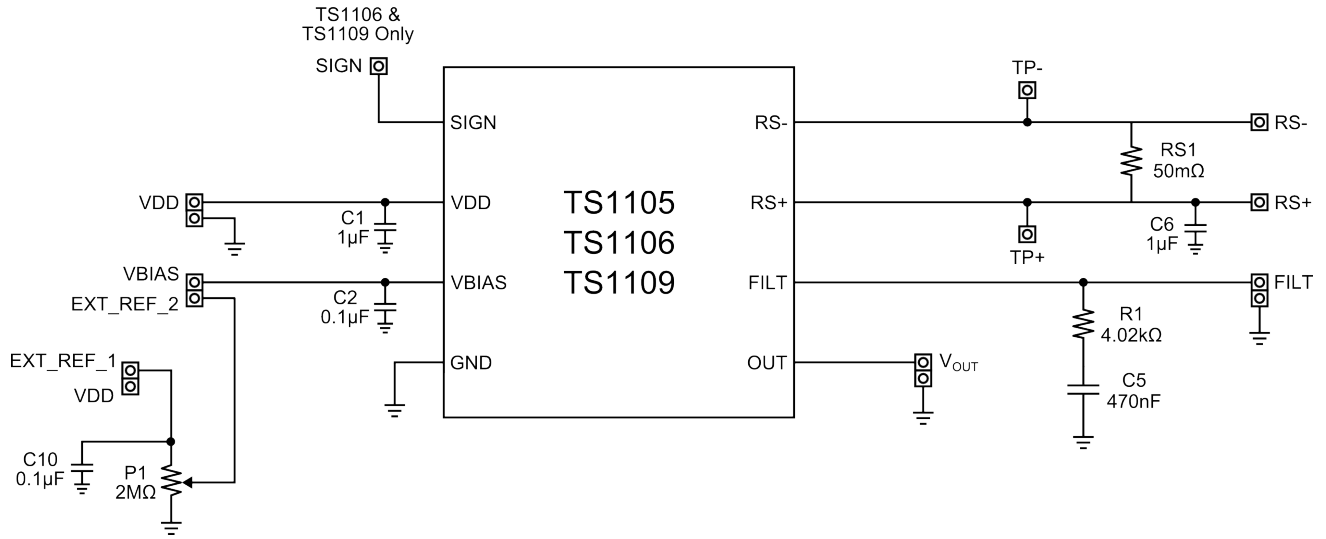 TS1106 &
TS1109 Only
SIGN
SIGN
VDD
C1
1µF
VDD
VBIAS
EXT_REF_2
C2
0.1µF
VBIAS
EXT_REF_1
VDD
GND
C10
0.1µF
P1
2MΩ
TS1105
TS1106
TS1109
RS-
TP-
RS-
RS1
50mΩ
RS+
TP+
C6
1µF
RS+
FILT
FILT
R1
4.02kΩ
OUT
VOUT
C5
470nF